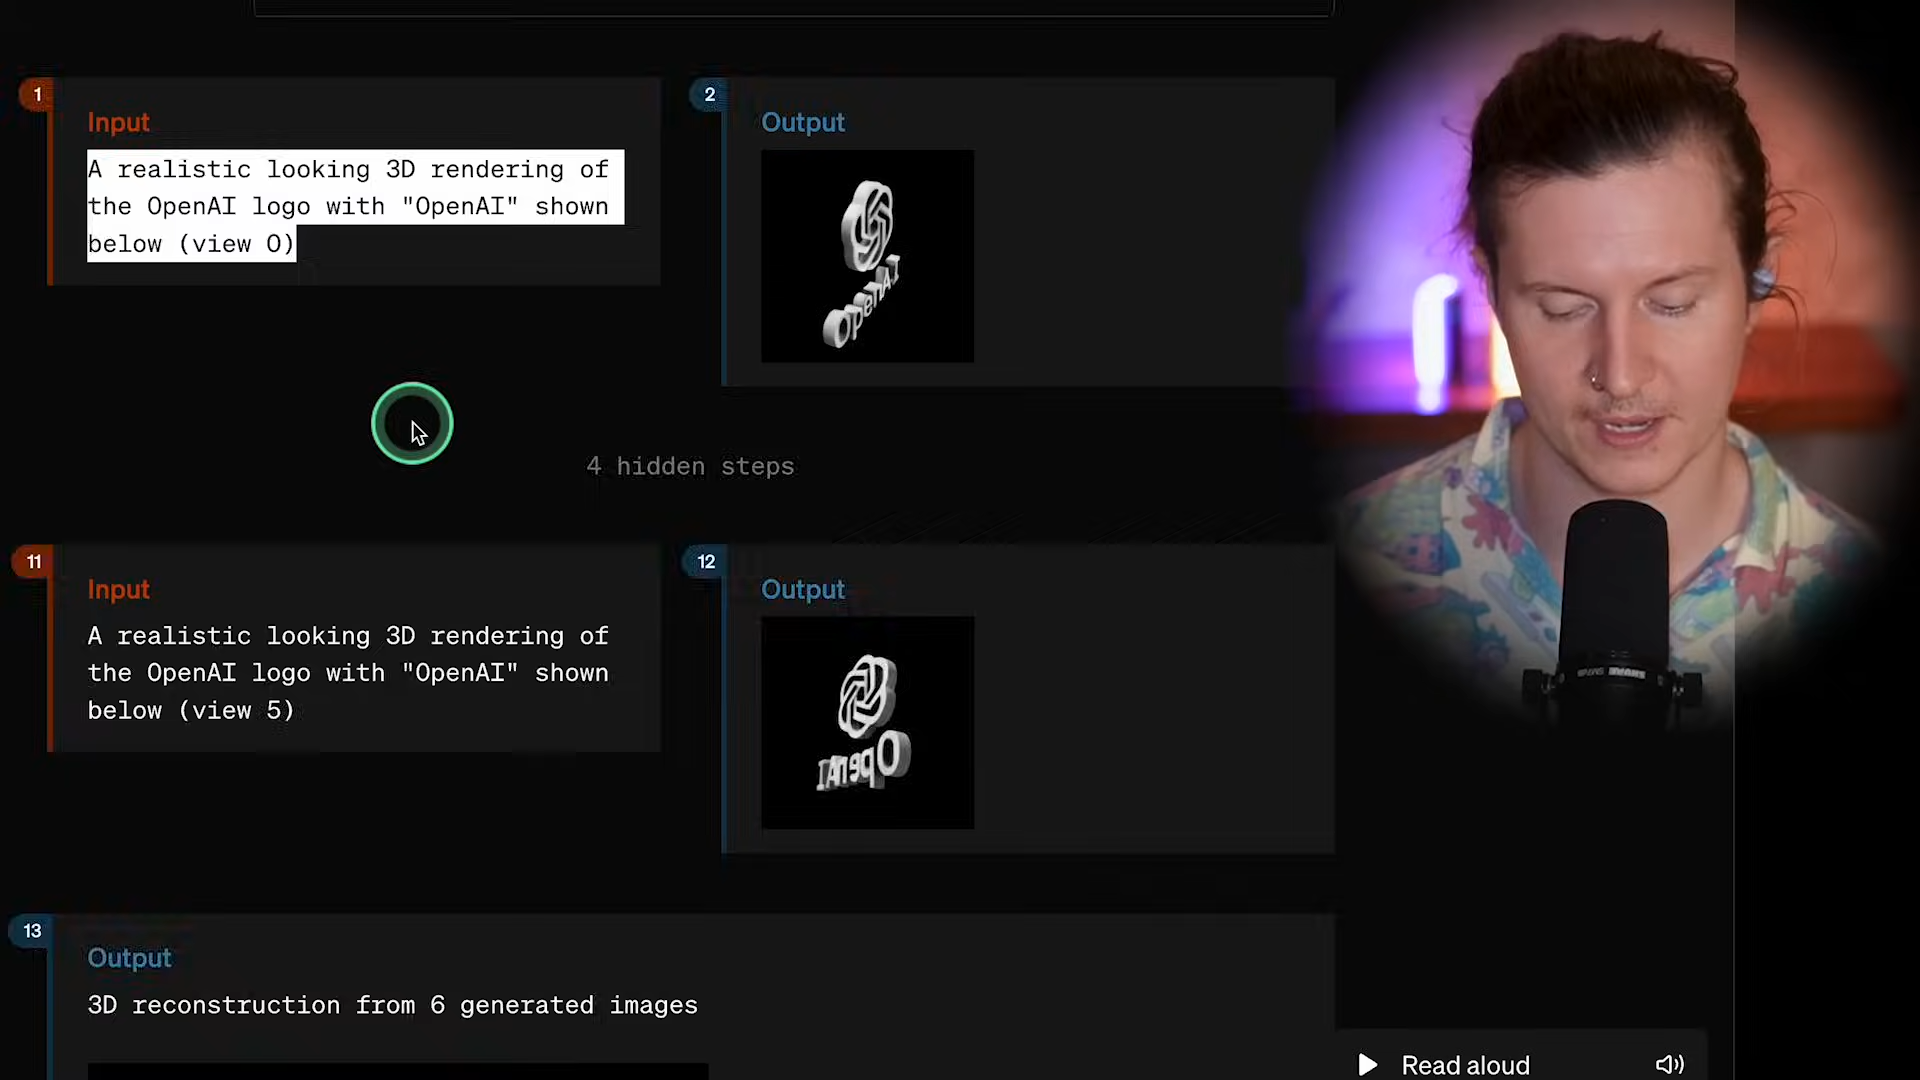 1
Input
A realistic looking 3D rendering of
the OpenAI logo with "OpenAI" shown
below (view 0)
2
Output
OpenAI
4 hidden steps
11
Input
A realistic looking 3D rendering of
the OpenAI logo with "OpenAI" shown
below (view 5)
12
Output
OpenAI
13
Output
3D reconstruction from 6 generated images
Read aloud